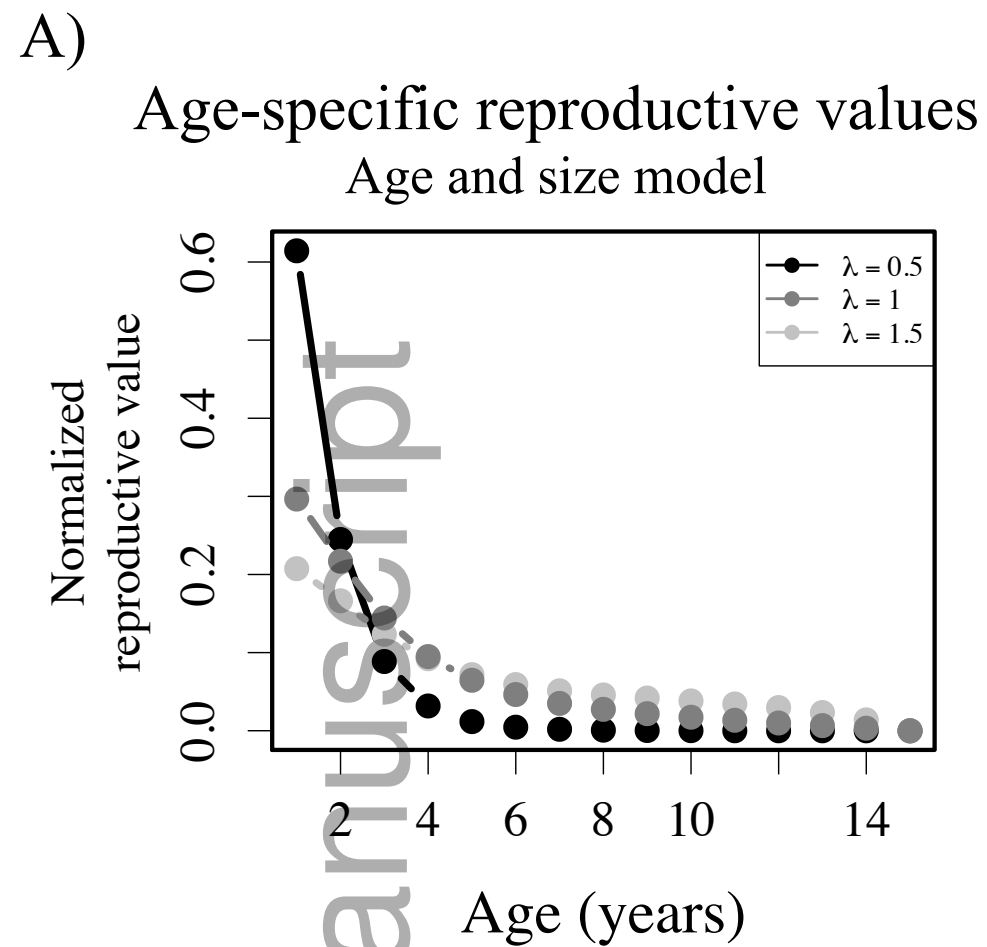 A)
Age-specific reproductive values
Age and size model
Normalized
reproductive value
0.6
0.4
0.2
0.0
λ = 0.5
λ = 1
λ = 1.5
2 4 6 8 10 14
Age (years)
anuscript